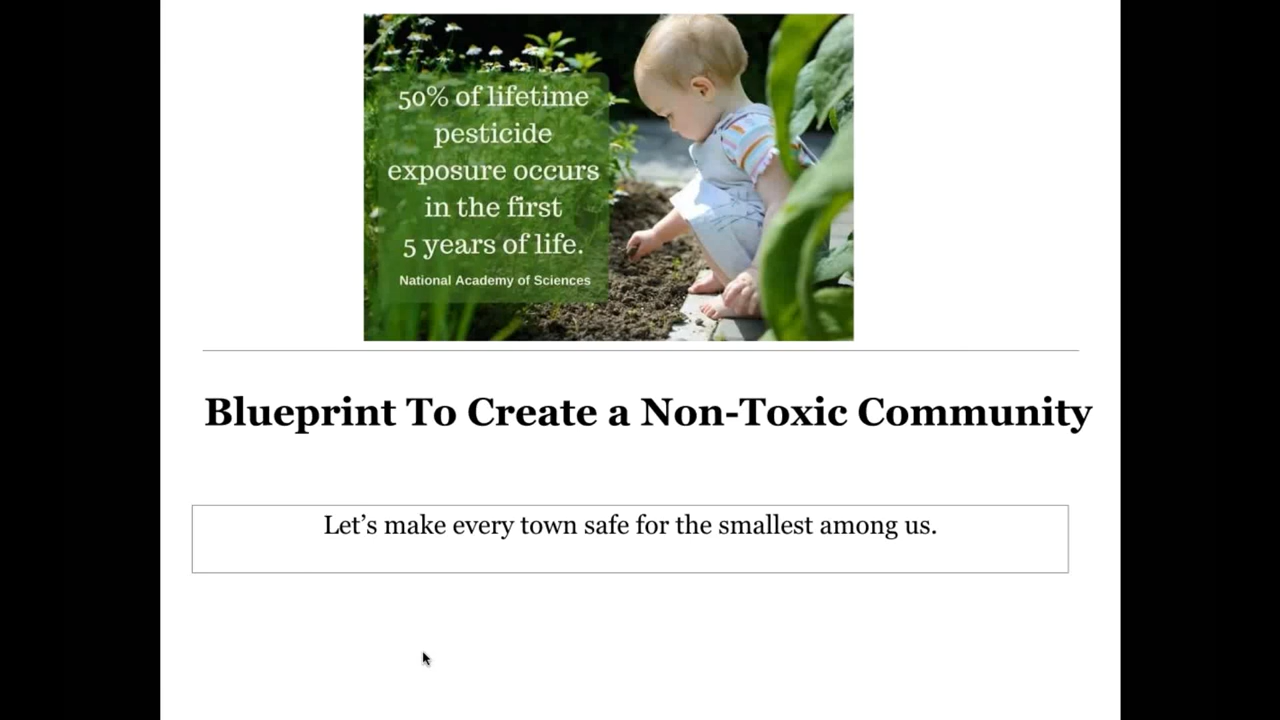 50% of lifetime
pesticide
exposure occurs
in the first
5 years of life.
National Academy of Sciences
Blueprint To Create a Non-Toxic Community
Let’s make every town safe for the smallest among us.